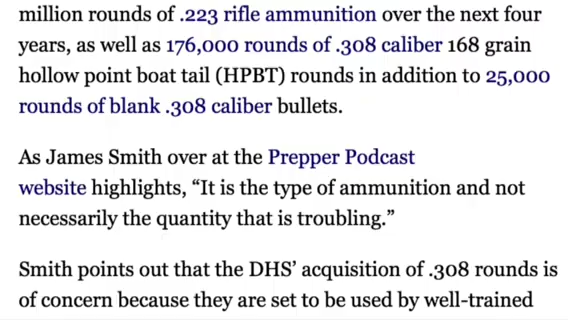 million rounds of .223 rifle ammunition over the next four
years, as well as 176,000 rounds of .308 caliber 168 grain
hollow point boat tail (HPBT) rounds in addition to 25,000
rounds of blank .308 caliber bullets.
As James Smith over at the Prepper Podcast
website highlights, “It is the type of ammunition and not
necessarily the quantity that is troubling.”
Smith points out that the DHS’ acquisition of .308 rounds is
of concern because they are set to be used by well-trained